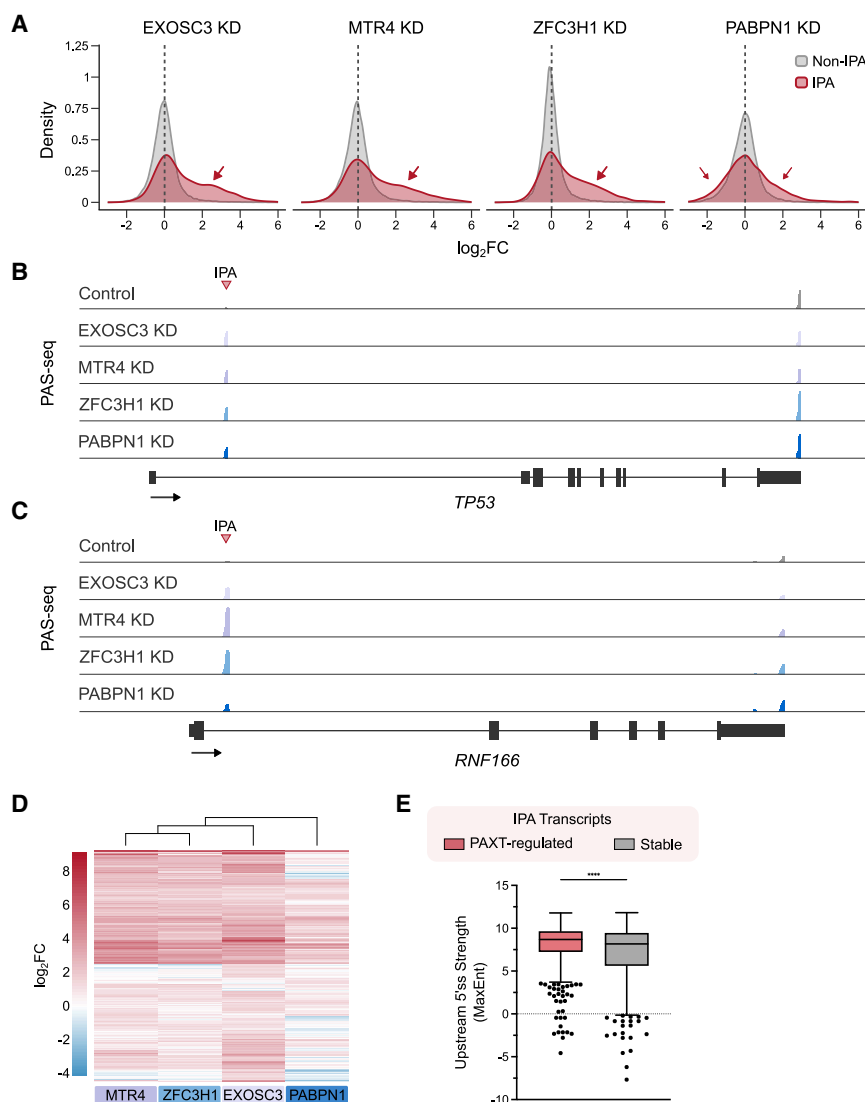 A
EXOSC3 KD
MTR4 KD
ZFC3H1 KD
PABPN1 KD
Density
1.25
1
0.75
0.5
0.25
0
Non-IPA
IPA
-2 0 2 4 6
-2 0 2 4 6
-2 0 2 4 6
-2 0 2 4 6
log2FC
B
IPA
PAS-seq
Control
EXOSC3 KD
MTR4 KD
ZFC3H1 KD
PABPN1 KD
TP53
C
IPA
PAS-seq
Control
EXOSC3 KD
MTR4 KD
ZFC3H1 KD
PABPN1 KD
RNF166
D
log2FC
8
6
4
2
0
-2
-4
MTR4 ZFC3H1 EXOSC3 PABPN1
E
IPA Transcripts
PAXT-regulated Stable
****
Upstream 5'ss Strength
(MaxEnt)
15
10
5
0
-5
-10